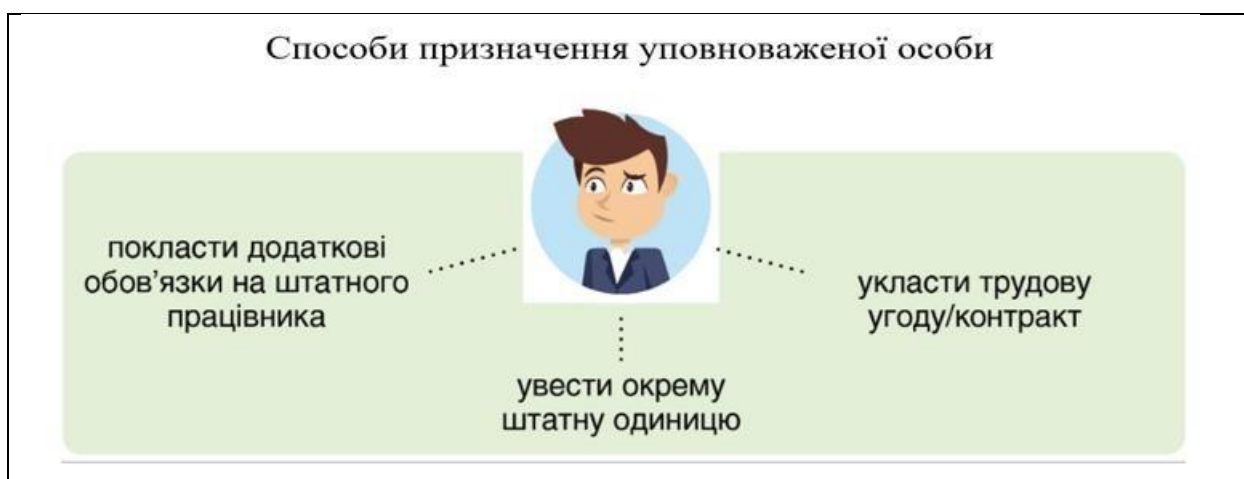 Способи призначення уповноваженої особи
покласти додаткові
обов’язки на штатного
працівника
увести окрему
штатну одиницю
укласти трудову
угоду/контракт